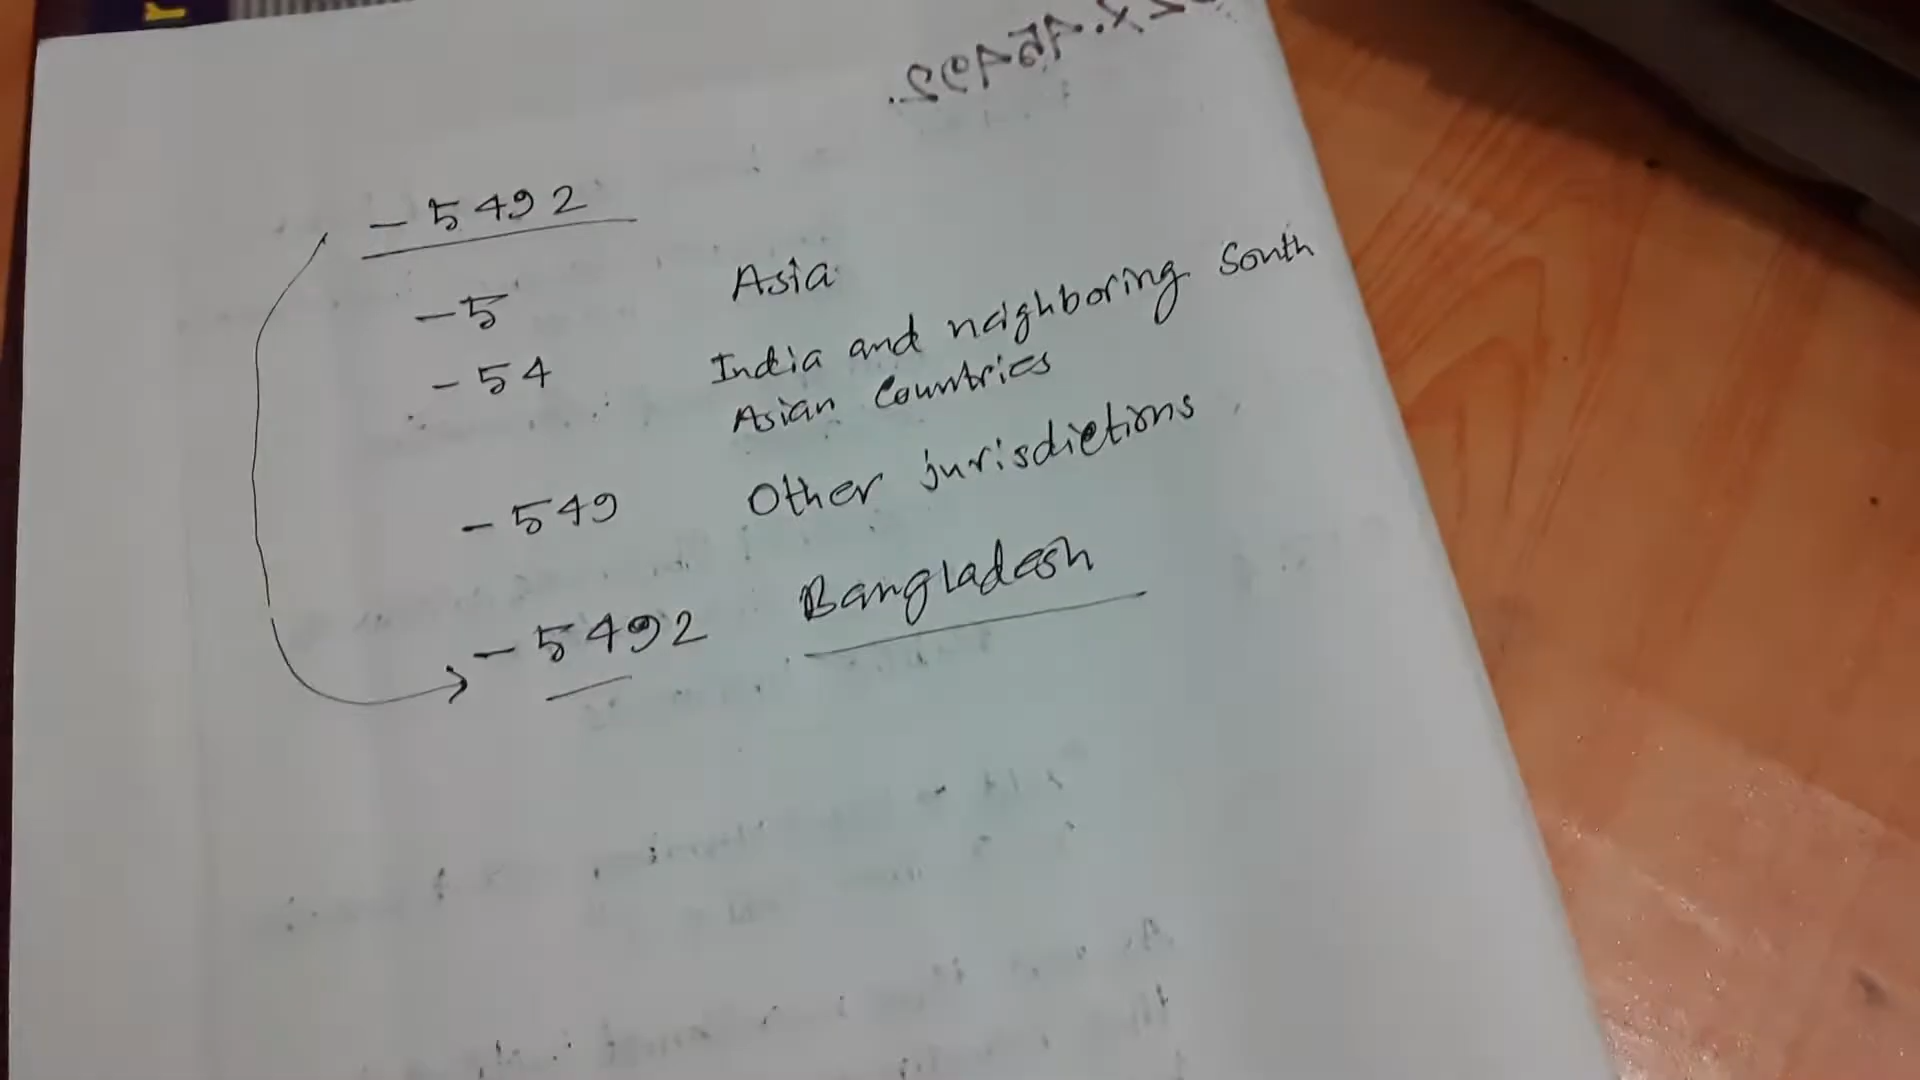 - 5492
- 5 Asia
- 54 India and neighboring South
Asian Countries
- 549 Other jurisdictions
- 5492 Bangladesh